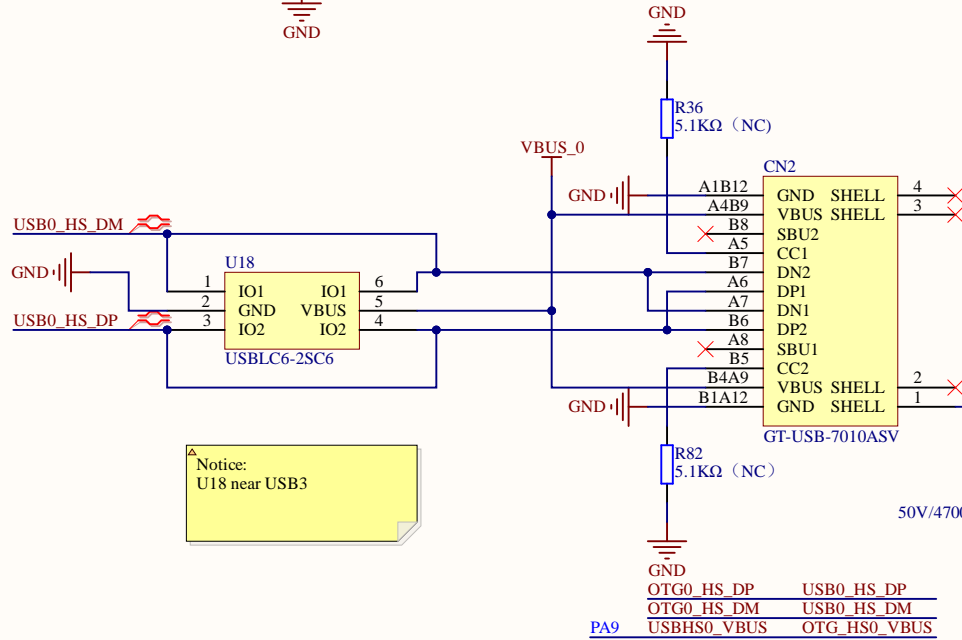 GND
GND
R36
5.1KΩ（NC)
VBUS_0
CN2
GND
A1B12 GND SHELL 4
A4B9 VBUS SHELL 3
B8 SBU2
A5 CC1
B7 DN2
A6 DP1
A7 DN1
B6 DP2
A8 SBU1
B5 CC2
B4A9 VBUS SHELL 2
B1A12 GND SHELL 1
GND
GT-USB-7010ASV
USB0_HS_DM
GND
USB0_HS_DP
U18
1 IO1 IO1 6
2 GND VBUS 5
3 IO2 IO2 4
USBLC6-2SC6
Notice:
U18 near USB3
R82
5.1KΩ（NC）
GND
50V/4700
OTG0_HS_DP USB0_HS_DP
OTG0_HS_DM USB0_HS_DM
PA9 USBHS0_VBUS OTG_HS0_VBUS